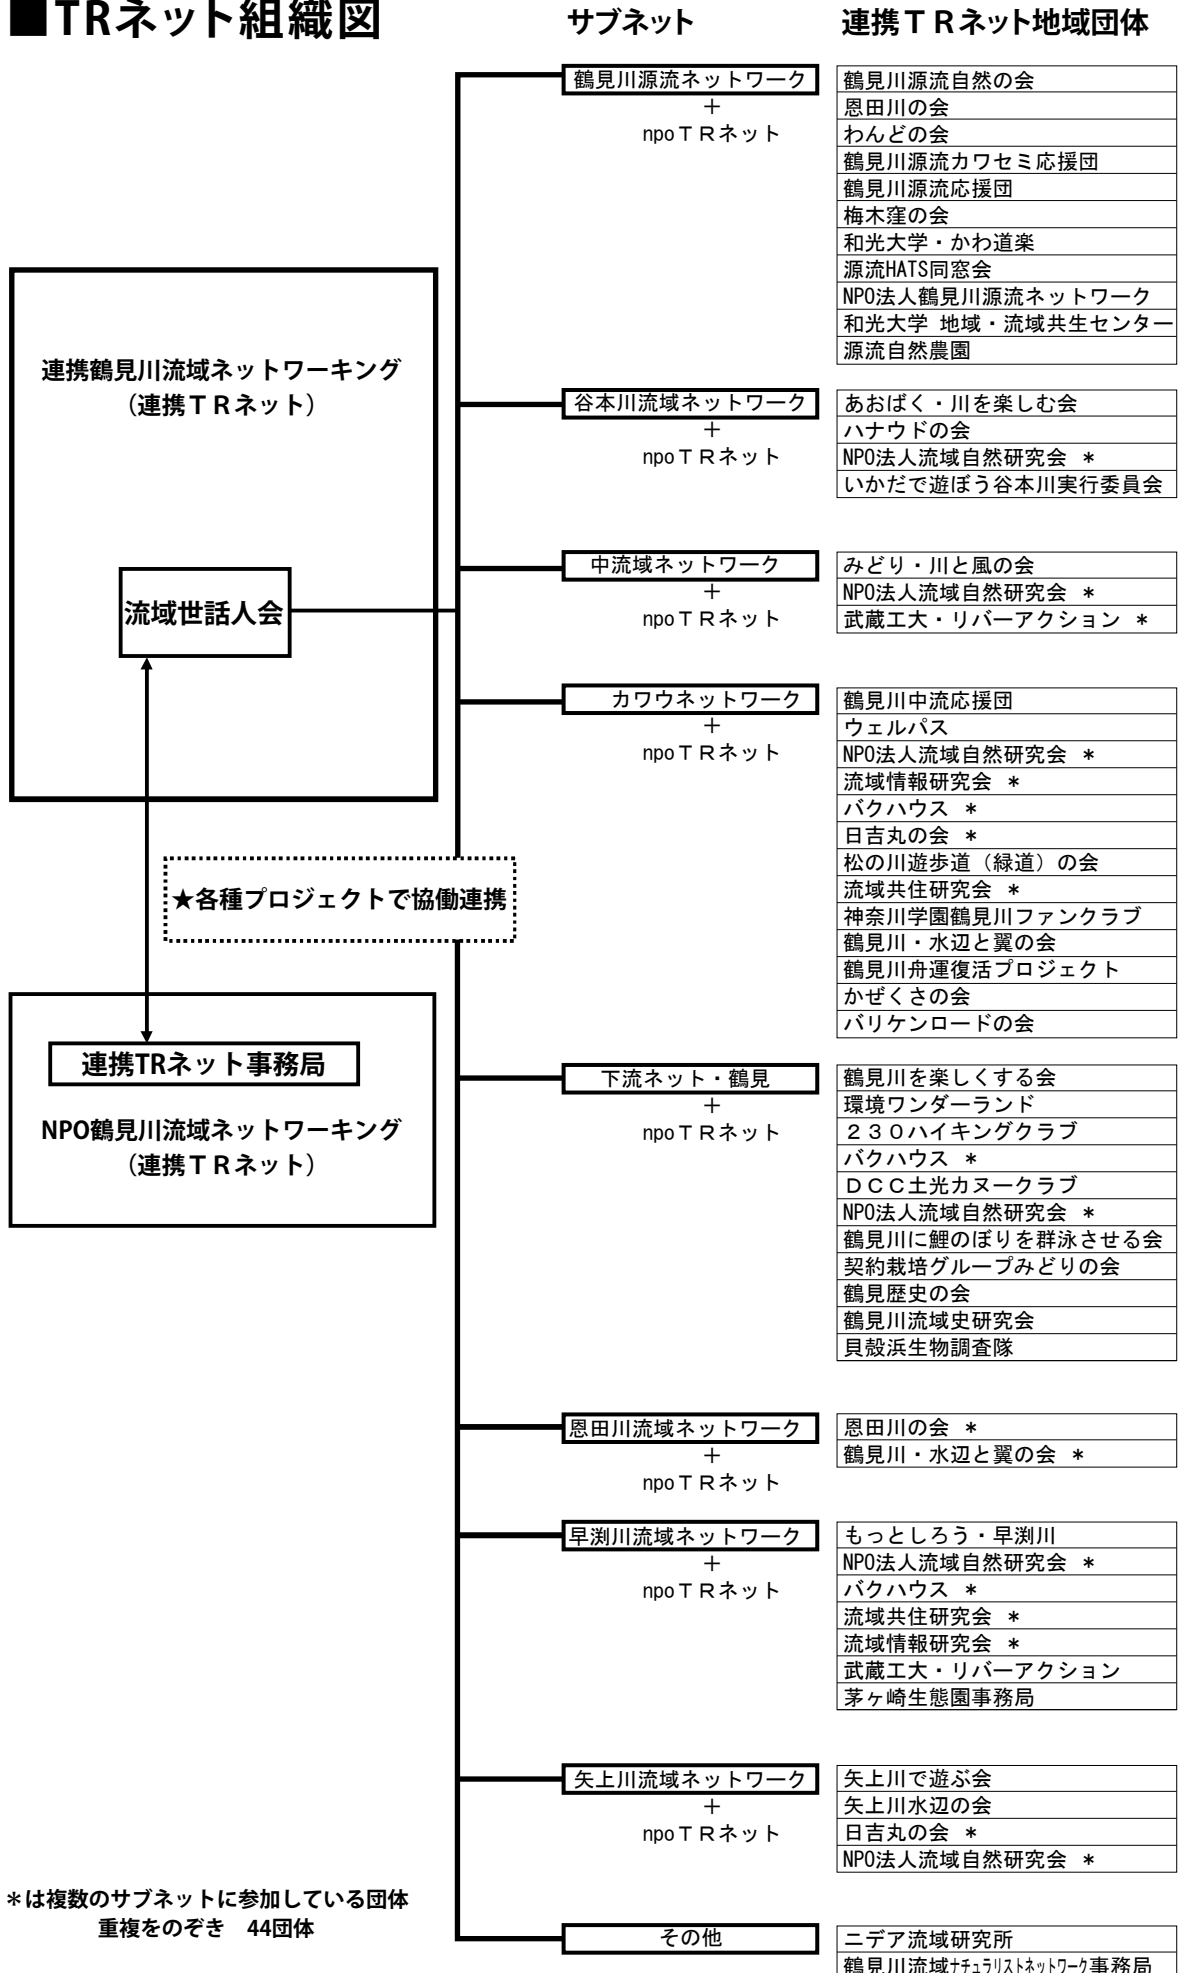 ■TRネット組織図
サブネット
連携ＴＲネット地域団体
連携鶴見川流域ネットワーキング
（連携ＴＲネット）
流域世話人会
★各種プロジェクトで協働連携
連携TRネット事務局
NPO鶴見川流域ネットワーキング
（連携ＴＲネット）
鶴見川源流ネットワーク
＋
npoＴＲネット
鶴見川源流自然の会
恩田川の会
わんどの会
鶴見川源流カワセミ応援団
鶴見川源流応援団
梅木窪の会
和光大学・かわ道楽
源流HATS同窓会
NPO法人鶴見川源流ネットワーク
和光大学 地域・流域共生センター
源流自然農園
谷本川流域ネットワーク
＋
npoＴＲネット
あおばく・川を楽しむ会
ハナウドの会
NPO法人流域自然研究会 *
いかだで遊ぼう谷本川実行委員会
中流域ネットワーク
＋
npoＴＲネット
みどり・川と風の会
NPO法人流域自然研究会 *
武蔵工大・リバーアクション *
カワウネットワーク
＋
npoＴＲネット
鶴見川中流応援団
ウェルパス
NPO法人流域自然研究会 *
流域情報研究会 *
バクハウス *
日吉丸の会 *
松の川遊歩道（緑道）の会
流域共住研究会 *
神奈川学園鶴見川ファンクラブ
鶴見川・水辺と翼の会
鶴見川舟運復活プロジェクト
かぜくさの会
バリケンロードの会
下流ネット・鶴見
＋
npoＴＲネット
鶴見川を楽しくする会
環境ワンダーランド
２３０ハイキングクラブ
バクハウス *
ＤＣＣ土光カヌークラブ
NPO法人流域自然研究会 *
鶴見川に鯉のぼりを群泳させる会
契約栽培グループみどりの会
鶴見歴史の会
鶴見川流域史研究会
貝殻浜生物調査隊
恩田川流域ネットワーク
＋
npoＴＲネット
恩田川の会 *
鶴見川・水辺と翼の会 *
早渕川流域ネットワーク
＋
npoＴＲネット
もっとしろう・早渕川
NPO法人流域自然研究会 *
バクハウス *
流域共住研究会 *
流域情報研究会 *
武蔵工大・リバーアクション
茅ヶ崎生態園事務局
矢上川流域ネットワーク
＋
npoＴＲネット
矢上川で遊ぶ会
矢上川水辺の会
日吉丸の会 *
NPO法人流域自然研究会 *
その他
ニデア流域研究所
鶴見川流域ﾅﾁｭﾗﾘｽﾄﾈｯﾄﾜｰｸ事務局
＊は複数のサブネットに参加している団体
重複をのぞき　44団体